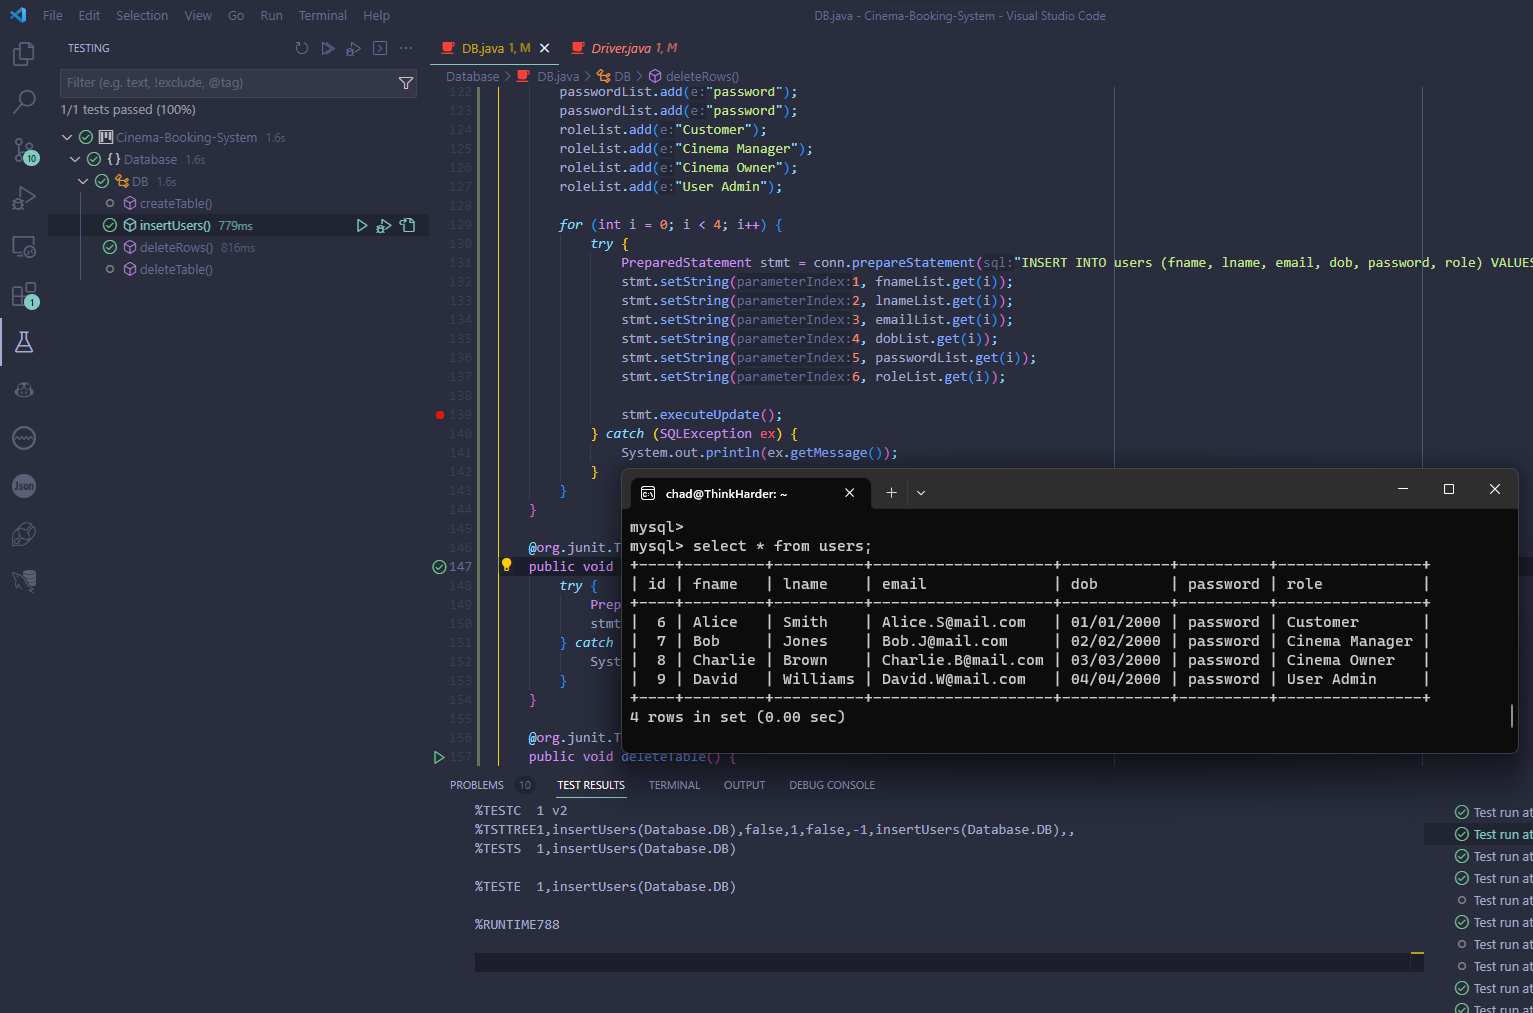 File Edit Selection View Go Run Terminal Help
DB.java - Cinema-Booking-System - Visual Studio Code
TESTING
Filter (e.g. text, !exclude, @tag)
1/1 tests passed (100%)
Cinema-Booking-System 1.6s
{} Database 1.6s
DB 1.6s
createTable()
insertUsers() 779ms
deleteRows() 816ms
deleteTable()
10
1
Json
DB.java 1, M
Driver.java 1, M
Database > DB.java > DB > deleteRows()
122 passwordList.add(e:"password");
123 passwordList.add(e:"password");
124 roleList.add(e:"Customer");
125 roleList.add(e:"Cinema Manager");
126 roleList.add(e:"Cinema Owner");
127 roleList.add(e:"User Admin");
128
129 for (int i = 0; i < 4; i++) {
130 try {
131 PreparedStatement stmt = conn.prepareStatement(sql:"INSERT INTO users (fname, lname, email, dob, password, role) VALUES
132 stmt.setString(parameterIndex:1, fnameList.get(i));
133 stmt.setString(parameterIndex:2, lnameList.get(i));
134 stmt.setString(parameterIndex:3, emailList.get(i));
135 stmt.setString(parameterIndex:4, dobList.get(i));
136 stmt.setString(parameterIndex:5, passwordList.get(i));
137 stmt.setString(parameterIndex:6, roleList.get(i));
138
139 stmt.executeUpdate();
140 } catch (SQLException ex) {
141 System.out.println(ex.getMessage());
142 }
143 }
144 }
145
146 @org.junit.T
147 public void
148 try {
149 Prep
150 stmt
151 } catch
152 Syst
153 }
154 }
155
156 @org.junit.T
157 public void deleteTable() {
chad@ThinkHarder: ~
mysql>
mysql> select * from users;
+----+---------+----------+--------------------+------------+----------+----------------+
| id | fname | lname | email | dob | password | role |
+----+---------+----------+--------------------+------------+----------+----------------+
| 6 | Alice | Smith | Alice.S@mail.com | 01/01/2000 | password | Customer |
| 7 | Bob | Jones | Bob.J@mail.com | 02/02/2000 | password | Cinema Manager |
| 8 | Charlie | Brown | Charlie.B@mail.com | 03/03/2000 | password | Cinema Owner |
| 9 | David | Williams | David.W@mail.com | 04/04/2000 | password | User Admin |
+----+---------+----------+--------------------+------------+----------+----------------+
4 rows in set (0.00 sec)
PROBLEMS 10 TEST RESULTS TERMINAL OUTPUT DEBUG CONSOLE
%TESTC 1 v2
%TSTTREE1,insertUsers(Database.DB),false,1,false,-1,insertUsers(Database.DB),,
%TESTS 1,insertUsers(Database.DB)
%TESTE 1,insertUsers(Database.DB)
%RUNTIME788
Test run at
Test run at
Test run at
Test run at
Test run at
Test run at
Test run at
Test run at
Test run at
Test run at